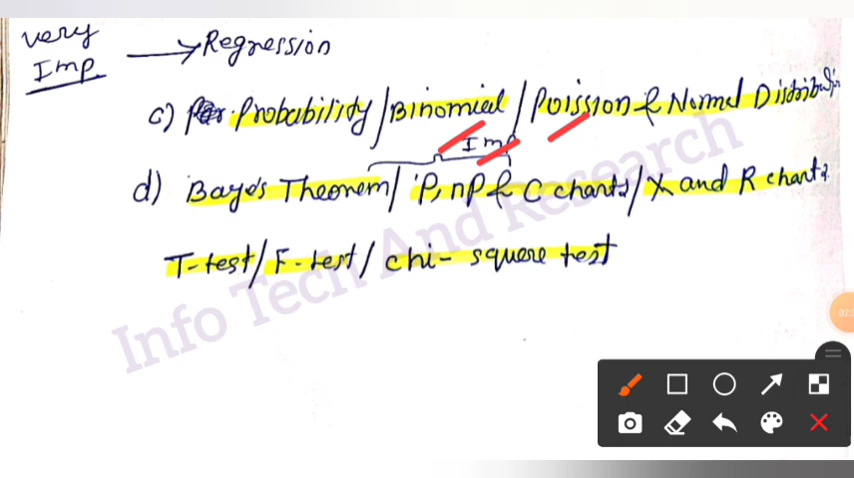 very
Imp.
→ Regression
c) Probability / Binomial / Poission & Normal Distribution
Imp
d) Baye's Theorem / P, nP & C charts / X and R charts
T-test / F-test / chi-square test
Info Tech And Research